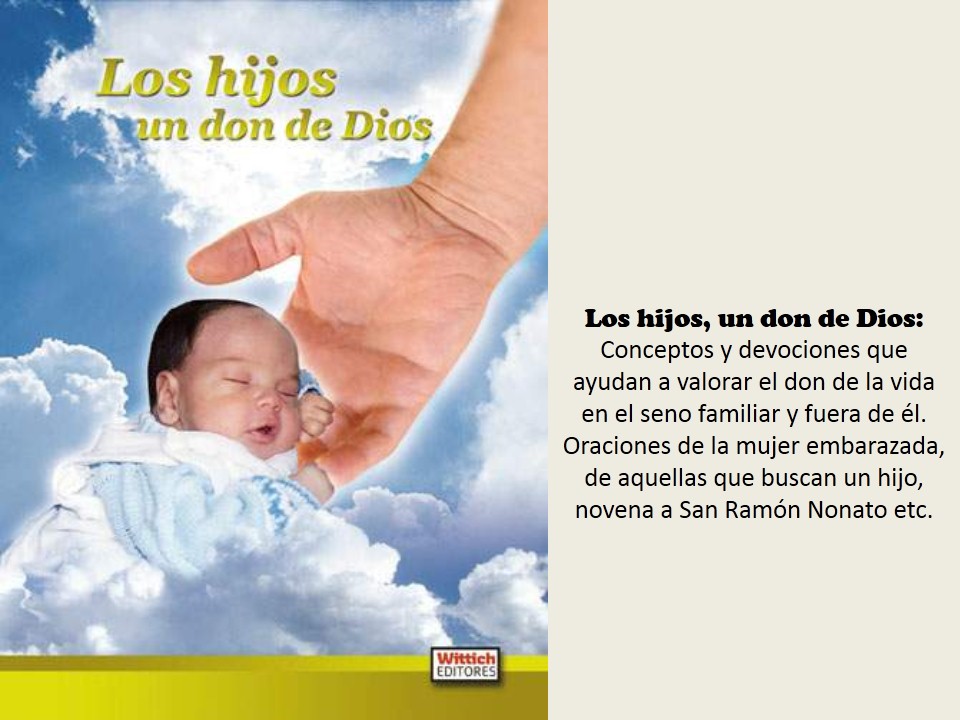 Los hijos
un don de Dios
Wittich
EDITORES
Los hijos, un don de Dios:
Conceptos y devociones que
ayudan a valorar el don de la vida
en el seno familiar y fuera de él.
Oraciones de la mujer embarazada,
de aquellas que buscan un hijo,
novena a San Ramón Nonato etc.